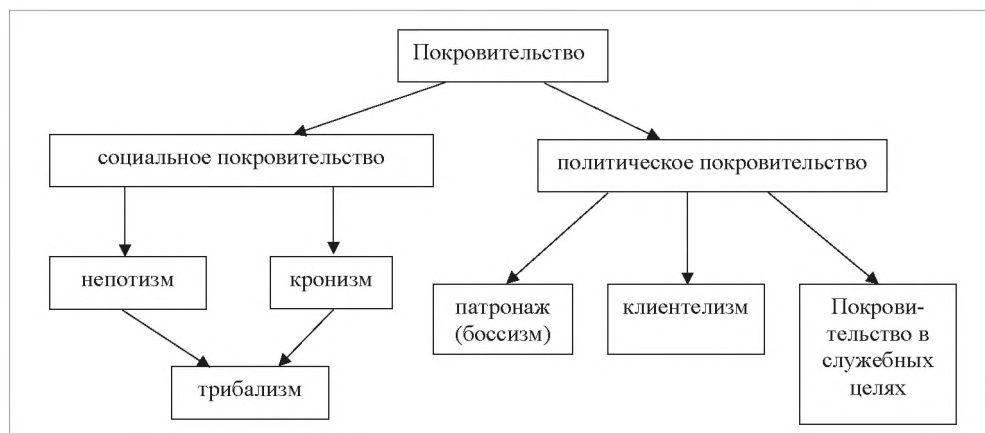 Покровительство
социальное покровительство
политическое покровительство
непотизм
кронизм
патронаж
(боссизм)
клиентелизм
Покрови-
тельство в
служебных
целях
трибализм